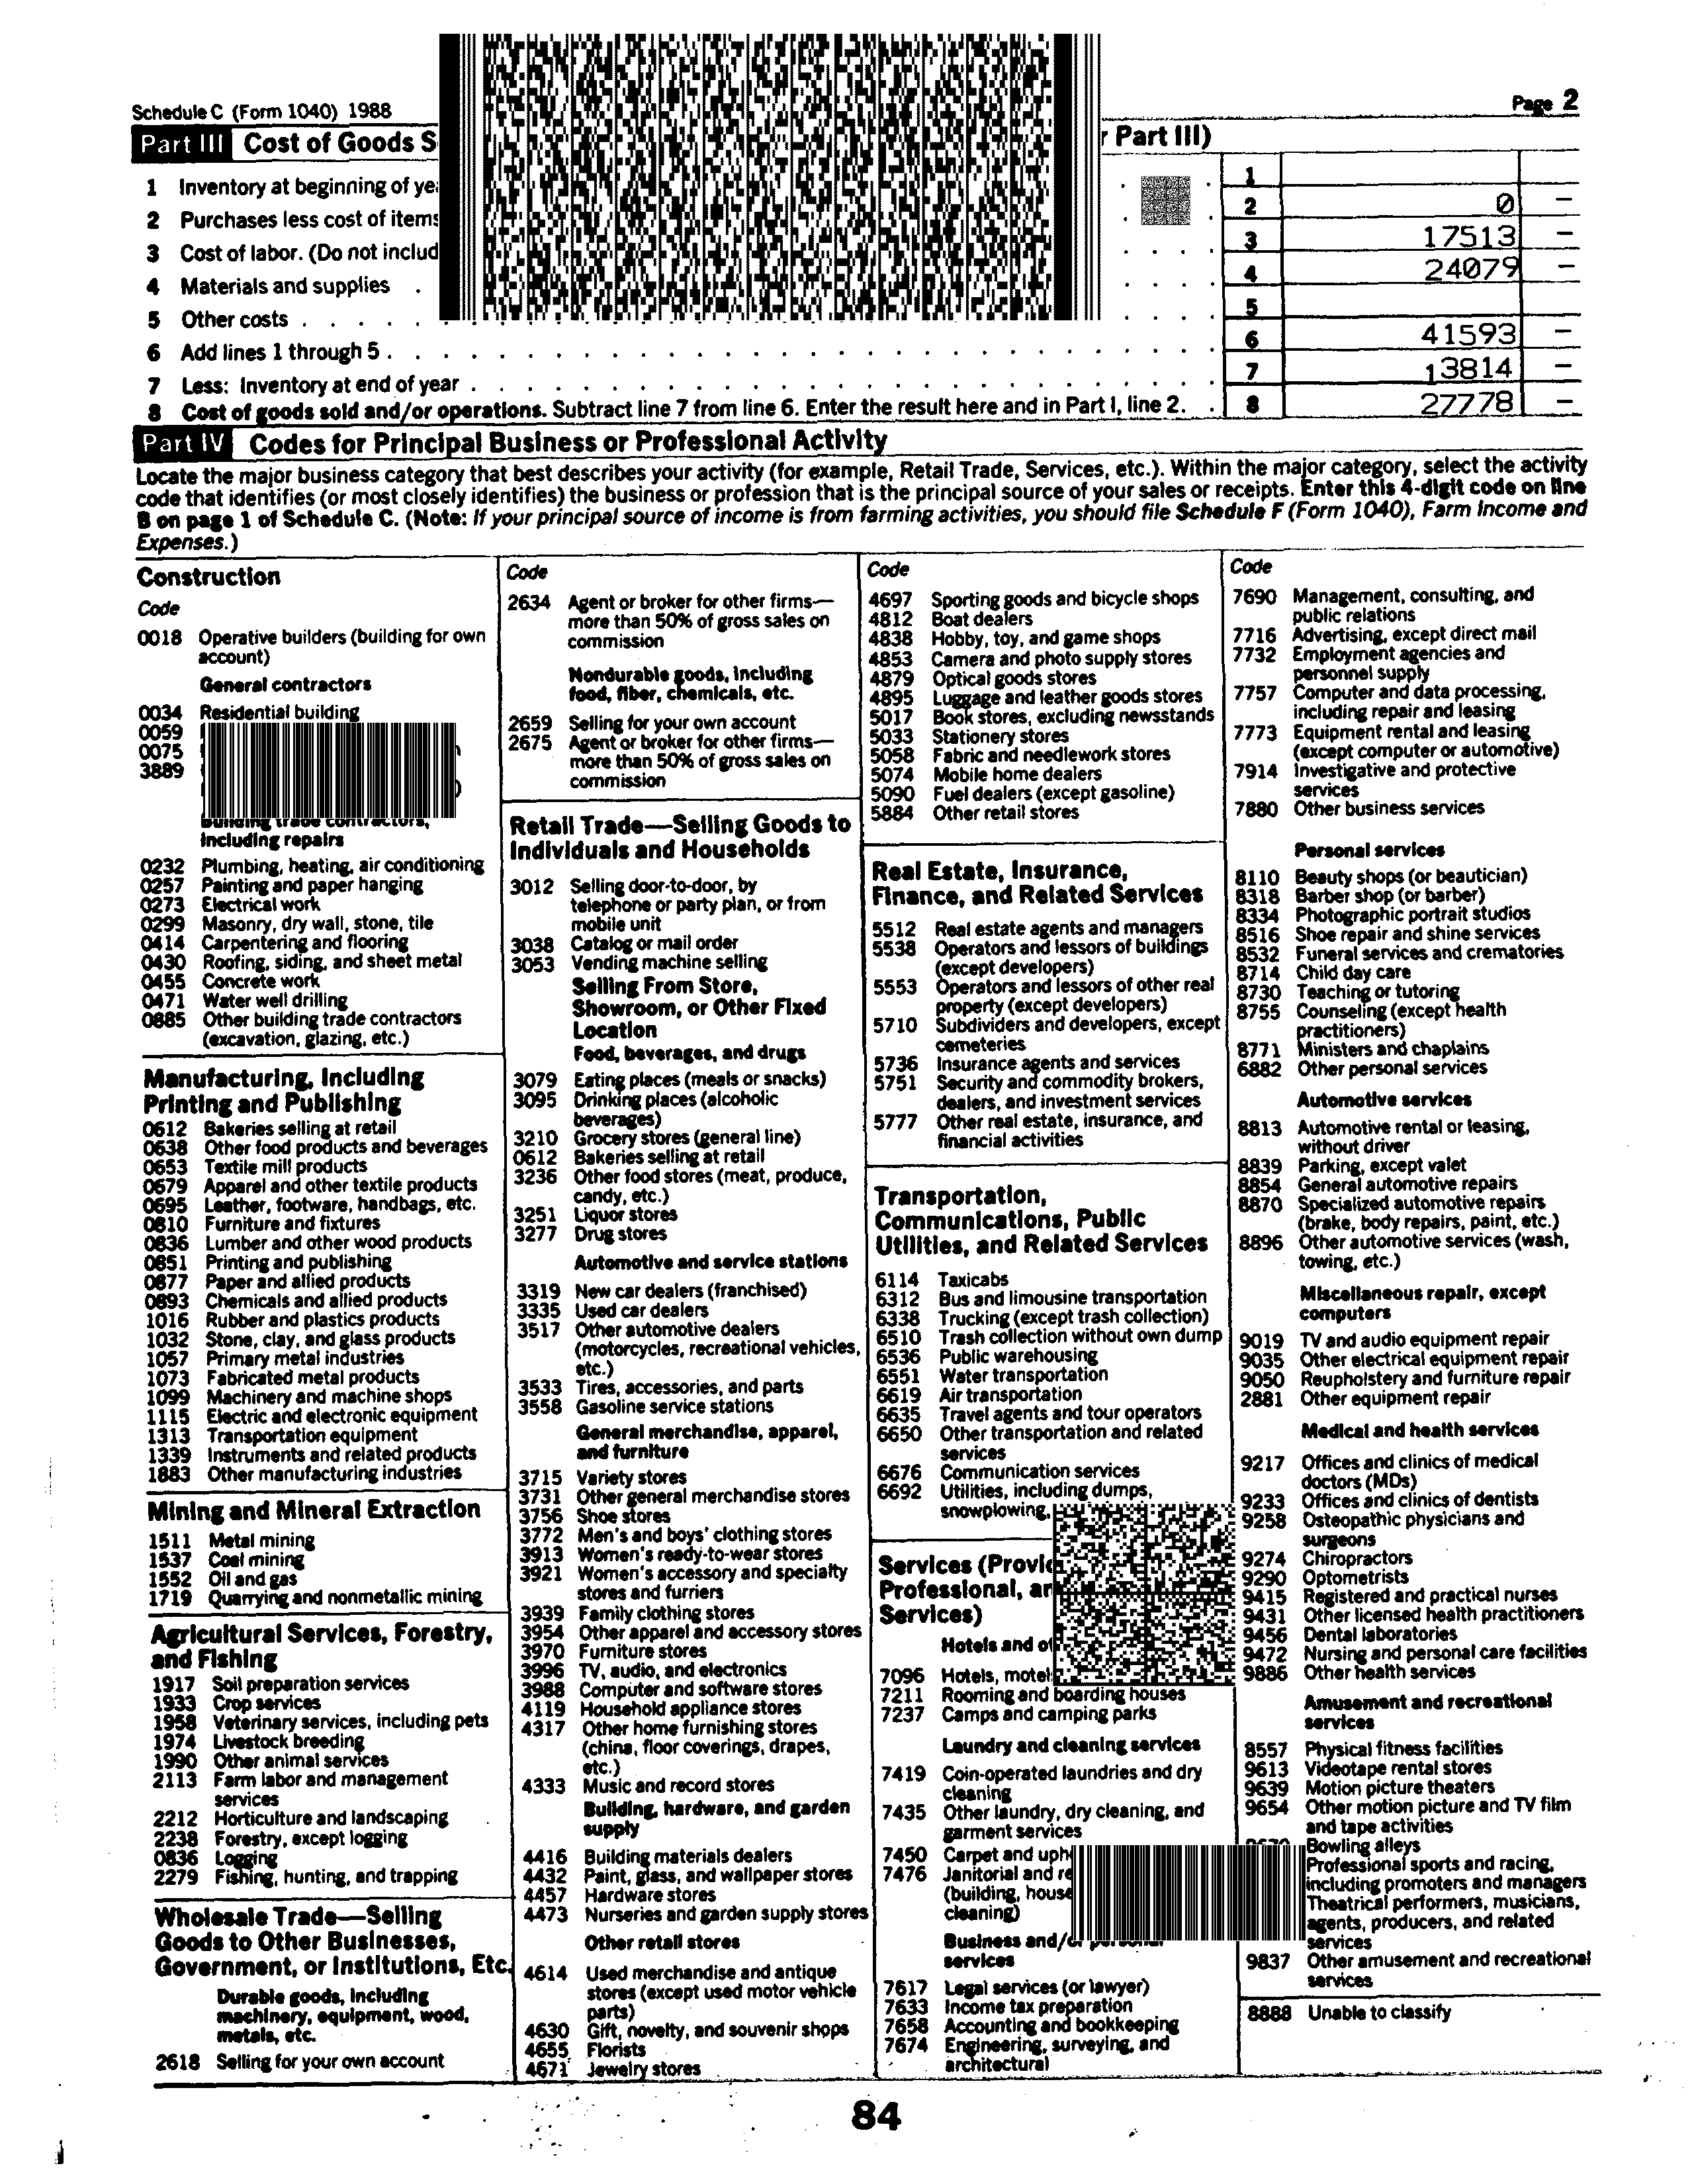 Schedule C (Form 1040) 1988
Page 2
Part III Cost of Goods S
Part III)
1 Inventory at beginning of
1
2 Purchases less cost of items
2 0 –
3 Cost of labor. (Do not includ
3 17513 –
4 Materials and supplies .
4 24079 –
5 Other costs . . . . . .
5
6 Add lines 1 through 5 . . . . . . . . . . . . . . . . . . . . . . . . . . . . .
6 41593 –
7 Less: Inventory at end of year . . . . . . . . . . . . . . . . . . . . . . . . . .
7 13814 –
8 Cost of goods sold and/or operations. Subtract line 7 from line 6. Enter the result here and in Part I, line 2. .
8 27778 –
Part IV Codes for Principal Business or Professional Activity
Locate the major business category that best describes your activity (for example, Retail Trade, Services, etc.). Within the major category, select the activity
code that identifies (or most closely identifies) the business or profession that is the principal source of your sales or receipts. Enter this 4-digit code on line
B on page 1 of Schedule C. (Note: If your principal source of income is from farming activities, you should file Schedule F (Form 1040), Farm Income and
Expenses.)
Construction
Code
0018 Operative builders (building for own
account)
General contractors
0034 Residential building
0059
0075
3889
Building trade contractors,
including repairs
0232 Plumbing, heating, air conditioning
0257 Painting and paper hanging
0273 Electrical work
0299 Masonry, dry wall, stone, tile
0414 Carpentering and flooring
0430 Roofing, siding, and sheet metal
0455 Concrete work
0471 Water well drilling
0885 Other building trade contractors
(excavation, glazing, etc.)
Manufacturing, Including
Printing and Publishing
0612 Bakeries selling at retail
0638 Other food products and beverages
0653 Textile mill products
0679 Apparel and other textile products
0695 Leather, footware, handbags, etc.
0810 Furniture and fixtures
0836 Lumber and other wood products
0851 Printing and publishing
0877 Paper and allied products
0893 Chemicals and allied products
1016 Rubber and plastics products
1032 Stone, clay, and glass products
1057 Primary metal industries
1073 Fabricated metal products
1099 Machinery and machine shops
1115 Electric and electronic equipment
1313 Transportation equipment
1339 Instruments and related products
1883 Other manufacturing industries
Mining and Mineral Extraction
1511 Metal mining
1537 Coal mining
1552 Oil and gas
1719 Quarrying and nonmetallic mining
Agricultural Services, Forestry,
and Fishing
1917 Soil preparation services
1933 Crop services
1958 Veterinary services, including pets
1974 Livestock breeding
1990 Other animal services
2113 Farm labor and management
services
2212 Horticulture and landscaping
2238 Forestry, except logging
0836 Logging
2279 Fishing, hunting, and trapping
Wholesale Trade—Selling
Goods to Other Businesses,
Government, or Institutions, Etc.
Durable goods, including
machinery, equipment, wood,
metals, etc.
2618 Selling for your own account
Code
2634 Agent or broker for other firms—
more than 50% of gross sales on
commission
Nondurable goods, including
food, fiber, chemicals, etc.
2659 Selling for your own account
2675 Agent or broker for other firms—
more than 50% of gross sales on
commission
Retail Trade—Selling Goods to
Individuals and Households
3012 Selling door-to-door, by
telephone or party plan, or from
mobile unit
3038 Catalog or mail order
3053 Vending machine selling
Selling From Store,
Showroom, or Other Fixed
Location
Food, beverages, and drugs
3079 Eating places (meals or snacks)
3095 Drinking places (alcoholic
beverages)
3210 Grocery stores (general line)
0612 Bakeries selling at retail
3236 Other food stores (meat, produce,
candy, etc.)
3251 Liquor stores
3277 Drug stores
Automotive and service stations
3319 New car dealers (franchised)
3335 Used car dealers
3517 Other automotive dealers
(motorcycles, recreational vehicles,
etc.)
3533 Tires, accessories, and parts
3558 Gasoline service stations
General merchandise, apparel,
and furniture
3715 Variety stores
3731 Other general merchandise stores
3756 Shoe stores
3772 Men's and boys' clothing stores
3913 Women's ready-to-wear stores
3921 Women's accessory and specialty
stores and furriers
3939 Family clothing stores
3954 Other apparel and accessory stores
3970 Furniture stores
3996 TV, audio, and electronics
3988 Computer and software stores
4119 Household appliance stores
4317 Other home furnishing stores
(china, floor coverings, drapes,
etc.)
4333 Music and record stores
Building, hardware, and garden
supply
4416 Building materials dealers
4432 Paint, glass, and wallpaper stores
4457 Hardware stores
4473 Nurseries and garden supply stores
Other retail stores
4614 Used merchandise and antique
stores (except used motor vehicle
parts)
4630 Gift, novelty, and souvenir shops
4655 Florists
4671 Jewelry stores
Code
4697 Sporting goods and bicycle shops
4812 Boat dealers
4838 Hobby, toy, and game shops
4853 Camera and photo supply stores
4879 Optical goods stores
4895 Luggage and leather goods stores
5017 Book stores, excluding newsstands
5033 Stationery stores
5058 Fabric and needlework stores
5074 Mobile home dealers
5090 Fuel dealers (except gasoline)
5884 Other retail stores
Real Estate, Insurance,
Finance, and Related Services
5512 Real estate agents and managers
5538 Operators and lessors of buildings
(except developers)
5553 Operators and lessors of other real
property (except developers)
5710 Subdividers and developers, except
cemeteries
5736 Insurance agents and services
5751 Security and commodity brokers,
dealers, and investment services
5777 Other real estate, insurance, and
financial activities
Transportation,
Communications, Public
Utilities, and Related Services
6114 Taxicabs
6312 Bus and limousine transportation
6338 Trucking (except trash collection)
6510 Trash collection without own dump
6536 Public warehousing
6551 Water transportation
6619 Air transportation
6635 Travel agents and tour operators
6650 Other transportation and related
services
6676 Communication services
6692 Utilities, including dumps,
snowplowing,
Services (Provid
Professional, an
Services)
Hotels and ot
7096 Hotels, motel
7211 Rooming and boarding houses
7237 Camps and camping parks
Laundry and cleaning services
7419 Coin-operated laundries and dry
cleaning
7435 Other laundry, dry cleaning, and
garment services
7450 Carpet and uph
7476 Janitorial and re
(building, house
cleaning)
Business and/or personal
services
7617 Legal services (or lawyer)
7633 Income tax preparation
7658 Accounting and bookkeeping
7674 Engineering, surveying, and
architectural
Code
7690 Management, consulting, and
public relations
7716 Advertising, except direct mail
7732 Employment agencies and
personnel supply
7757 Computer and data processing,
including repair and leasing
7773 Equipment rental and leasing
(except computer or automotive)
7914 Investigative and protective
services
7880 Other business services
Personal services
8110 Beauty shops (or beautician)
8318 Barber shop (or barber)
8334 Photographic portrait studios
8516 Shoe repair and shine services
8532 Funeral services and crematories
8714 Child day care
8730 Teaching or tutoring
8755 Counseling (except health
practitioners)
8771 Ministers and chaplains
6882 Other personal services
Automotive services
8813 Automotive rental or leasing,
without driver
8839 Parking, except valet
8854 General automotive repairs
8870 Specialized automotive repairs
(brake, body repairs, paint, etc.)
8896 Other automotive services (wash,
towing, etc.)
Miscellaneous repair, except
computers
9019 TV and audio equipment repair
9035 Other electrical equipment repair
9050 Reupholstery and furniture repair
2881 Other equipment repair
Medical and health services
9217 Offices and clinics of medical
doctors (MDs)
9233 Offices and clinics of dentists
9258 Osteopathic physicians and
surgeons
9274 Chiropractors
9290 Optometrists
9415 Registered and practical nurses
9431 Other licensed health practitioners
9456 Dental laboratories
9472 Nursing and personal care facilities
9886 Other health services
Amusement and recreational
services
8557 Physical fitness facilities
9613 Videotape rental stores
9639 Motion picture theaters
9654 Other motion picture and TV film
and tape activities
Bowling alleys
Professional sports and racing,
including promoters and managers
Theatrical performers, musicians,
agents, producers, and related
services
9837 Other amusement and recreational
services
8888 Unable to classify
84